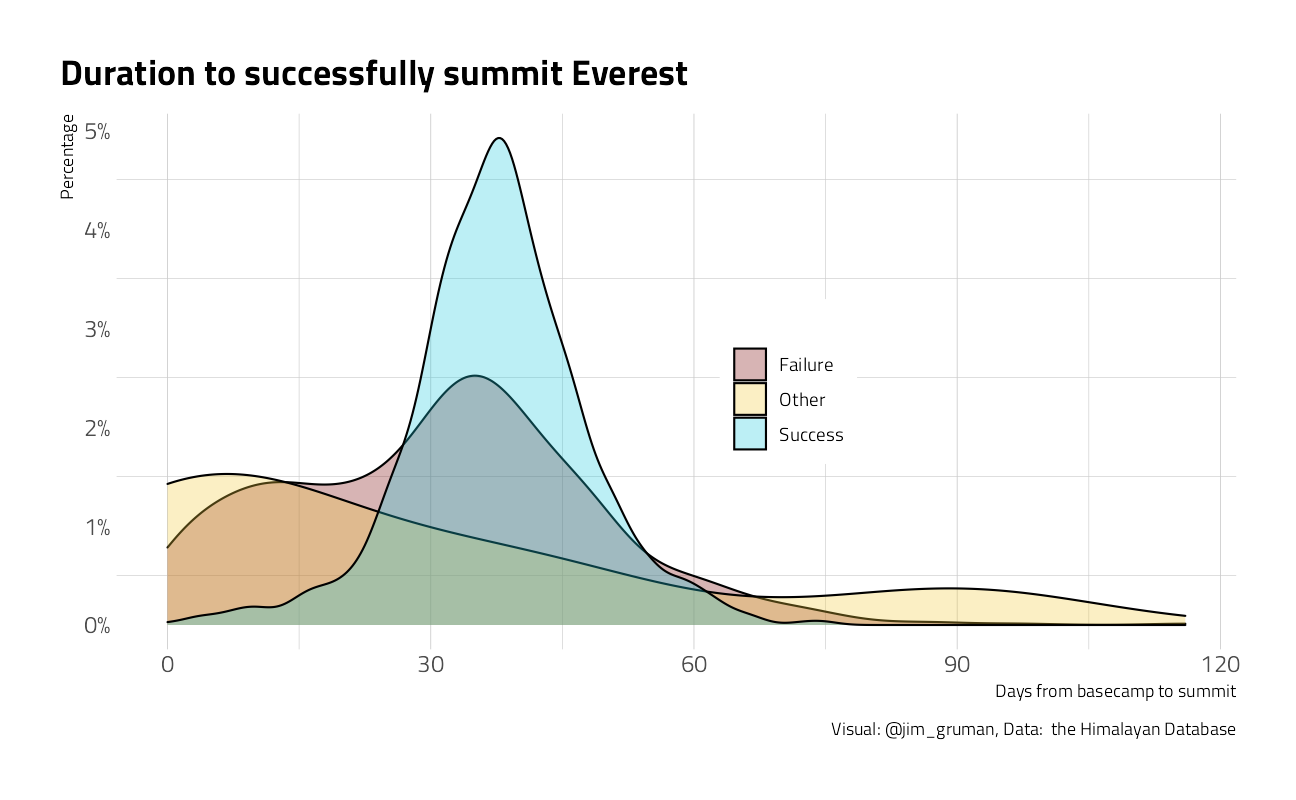 Duration to successfully summit Everest
Percentage
5%
4%
3%
2%
1%
0%
Failure
Other
Success
0 30 60 90 120
Days from basecamp to summit
Visual: @jim_gruman, Data:  the Himalayan Database